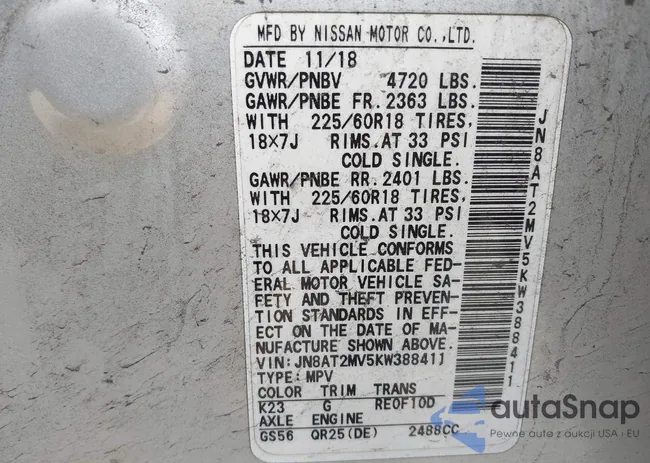 MFD BY NISSAN MOTOR CO.,LTD.
DATE 11/18
GVWR/PNBV 4720 LBS.
GAWR/PNBE FR. 2363 LBS.
WITH 225/60R18 TIRES,
18×7J RIMS.AT 33 PSI
COLD SINGLE.
GAWR/PNBE RR. 2401 LBS.
WITH 225/60R18 TIRES,
18×7J RIMS.AT 33 PSI
COLD SINGLE.
THIS VEHICLE CONFORMS
TO ALL APPLICABLE FED-
ERAL MOTOR VEHICLE SA-
FETY AND THEFT PREVEN-
TION STANDARDS IN EFF-
ECT ON THE DATE OF MA-
NUFACTURE SHOWN ABOVE.
VIN: JN8AT2MV5KW388411
TYPE: MPV
COLOR TRIM TRANS
K23 G RE0F10D
AXLE ENGINE
GS56 QR25(DE) 2488CC
JN8AT2MV5KW388411
autaSnap
Pewne auta z aukcji USA i EU